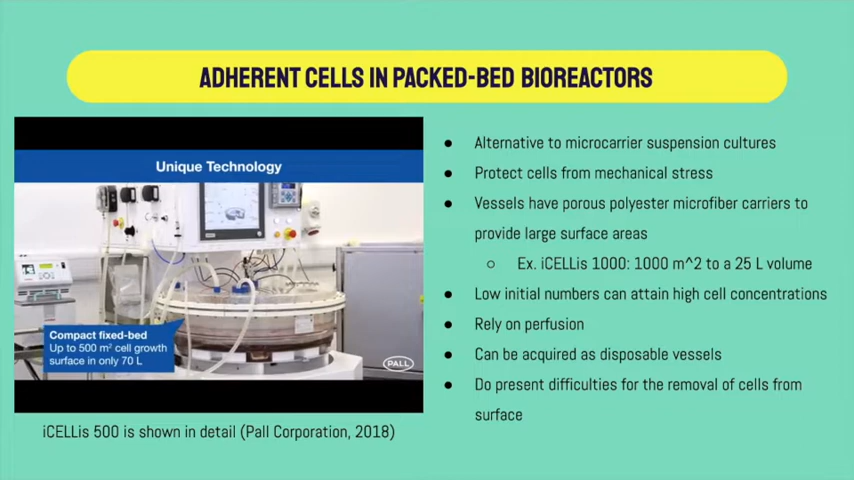 ADHERENT CELLS IN PACKED-BED BIOREACTORS
Unique Technology
Compact fixed-bed
Up to 500 m² cell growth
surface in only 70 L
PALL
iCELLis 500 is shown in detail (Pall Corporation, 2018)
● Alternative to microcarrier suspension cultures
● Protect cells from mechanical stress
● Vessels have porous polyester microfiber carriers to
provide large surface areas
○ Ex. iCELLis 1000: 1000 m^2 to a 25 L volume
● Low initial numbers can attain high cell concentrations
● Rely on perfusion
● Can be acquired as disposable vessels
● Do present difficulties for the removal of cells from
surface